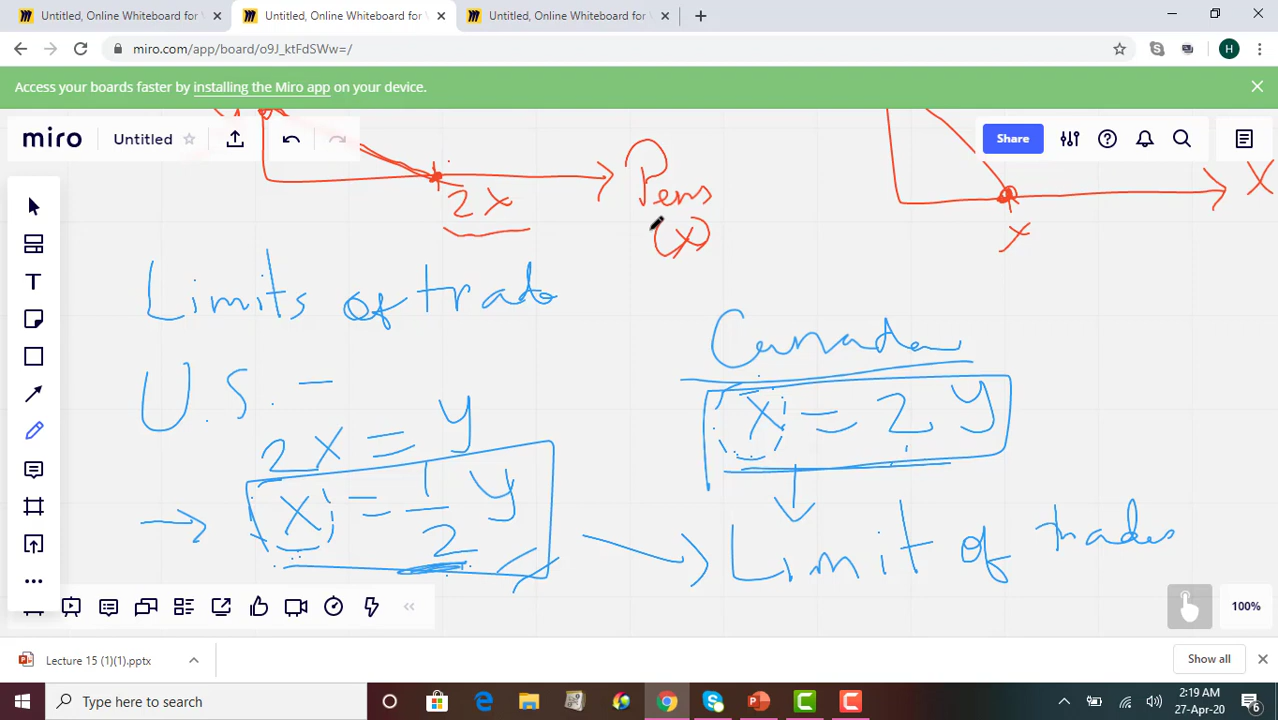 Untitled, Online Whiteboard for V
Untitled, Online Whiteboard for V
Untitled, Online Whiteboard for V
miro.com/app/board/o9J_ktFdSWw=/
H
Access your boards faster by installing the Miro app on your device.
miro
Untitled
Share
2x
Pens
(x)
x
X
Limits of trade
U.S. -
2X = y
→ X = 1/2 y
Canada
X = 2y
Limit of trades
100%
Lecture 15 (1)(1).pptx
Show all
Type here to search
2:19 AM
27-Apr-20
6